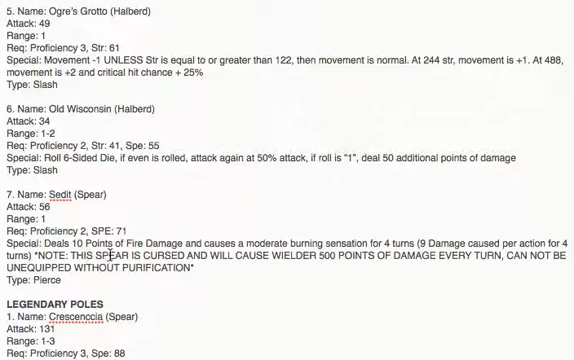 5. Name: Ogre's Grotto (Halberd)
Attack: 49
Range: 1
Req: Proficiency 3, Str: 61
Special: Movement -1 UNLESS Str is equal to or greater than 122, then movement is normal. At 244 str, movement is +1. At 488,
movement is +2 and critical hit chance + 25%
Type: Slash
6. Name: Old Wisconsin (Halberd)
Attack: 34
Range: 1-2
Req: Proficiency 2, Str: 41, Spe: 55
Special: Roll 6-Sided Die, if even is rolled, attack again at 50% attack, if roll is "1", deal 50 additional points of damage
Type: Slash
7. Name: Sedit (Spear)
Attack: 56
Range: 1
Req: Proficiency 2, SPE: 71
Special: Deals 10 Points of Fire Damage and causes a moderate burning sensation for 4 turns (9 Damage caused per action for 4
turns) *NOTE: THIS SPEAR IS CURSED AND WILL CAUSE WIELDER 500 POINTS OF DAMAGE EVERY TURN, CAN NOT BE
UNEQUIPPED WITHOUT PURIFICATION*
Type: Pierce
LEGENDARY POLES
1. Name: Crescenccia (Spear)
Attack: 131
Range: 1-3
Req: Proficiency 3, Spe: 88